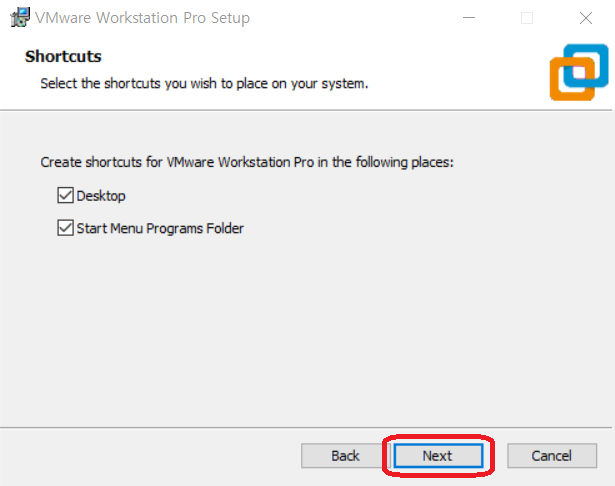 VMware Workstation Pro Setup
Shortcuts
Select the shortcuts you wish to place on your system.
Create shortcuts for VMware Workstation Pro in the following places:
Desktop
Start Menu Programs Folder
Back Next Cancel